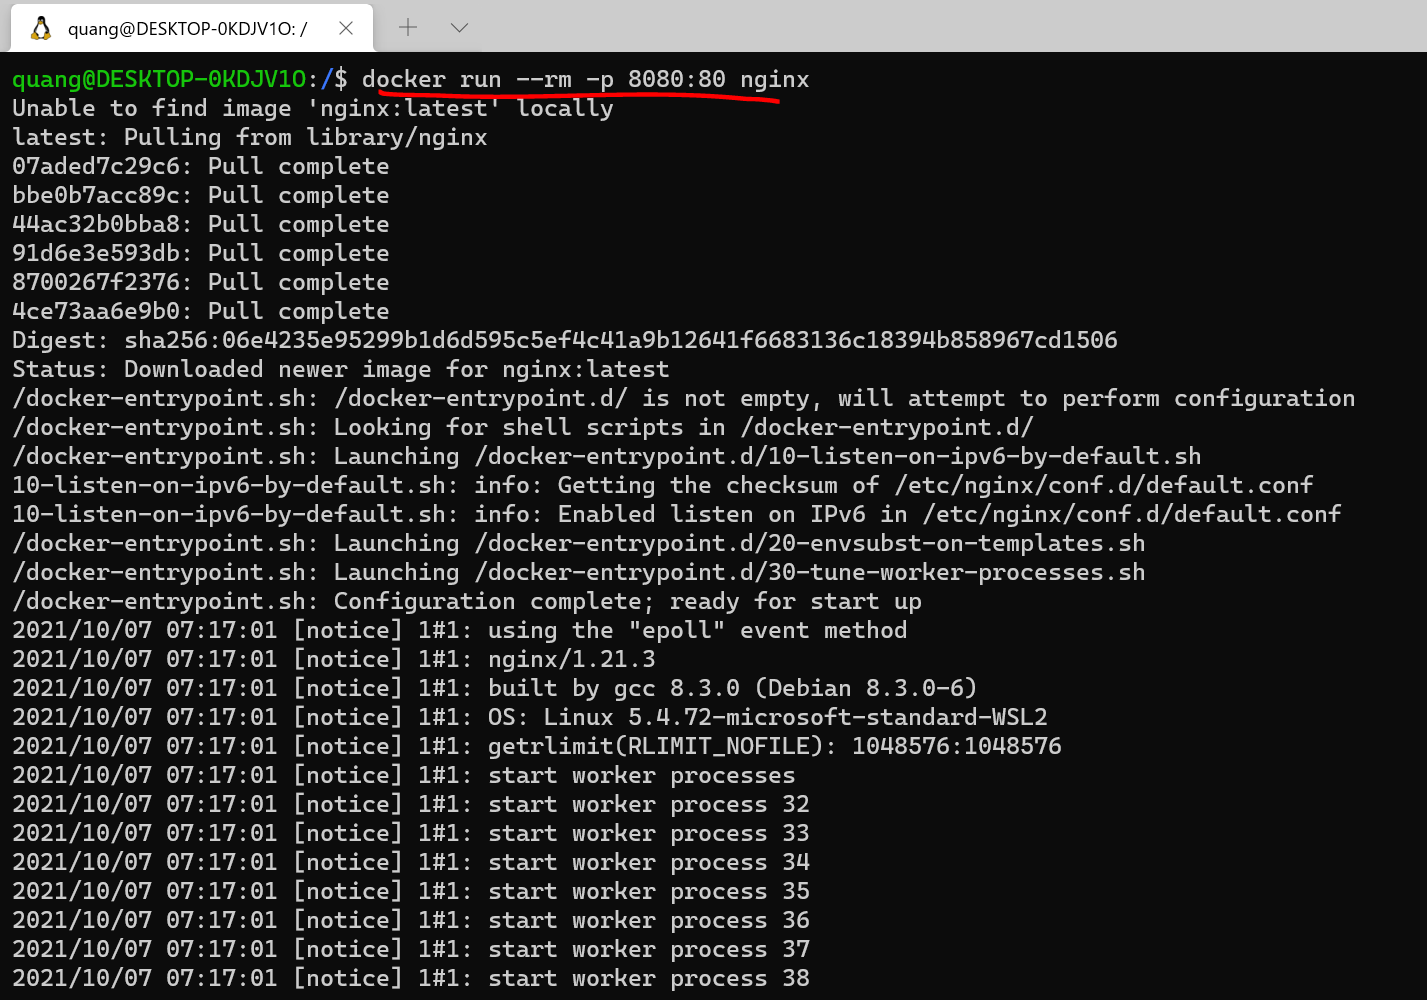 quang@DESKTOP-0KDJV1O: /
quang@DESKTOP-0KDJV1O:/$ docker run --rm -p 8080:80 nginx
Unable to find image 'nginx:latest' locally
latest: Pulling from library/nginx
07aded7c29c6: Pull complete
bbe0b7acc89c: Pull complete
44ac32b0bba8: Pull complete
91d6e3e593db: Pull complete
8700267f2376: Pull complete
4ce73aa6e9b0: Pull complete
Digest: sha256:06e4235e95299b1d6d595c5ef4c41a9b12641f6683136c18394b858967cd1506
Status: Downloaded newer image for nginx:latest
/docker-entrypoint.sh: /docker-entrypoint.d/ is not empty, will attempt to perform configuration
/docker-entrypoint.sh: Looking for shell scripts in /docker-entrypoint.d/
/docker-entrypoint.sh: Launching /docker-entrypoint.d/10-listen-on-ipv6-by-default.sh
10-listen-on-ipv6-by-default.sh: info: Getting the checksum of /etc/nginx/conf.d/default.conf
10-listen-on-ipv6-by-default.sh: info: Enabled listen on IPv6 in /etc/nginx/conf.d/default.conf
/docker-entrypoint.sh: Launching /docker-entrypoint.d/20-envsubst-on-templates.sh
/docker-entrypoint.sh: Launching /docker-entrypoint.d/30-tune-worker-processes.sh
/docker-entrypoint.sh: Configuration complete; ready for start up
2021/10/07 07:17:01 [notice] 1#1: using the "epoll" event method
2021/10/07 07:17:01 [notice] 1#1: nginx/1.21.3
2021/10/07 07:17:01 [notice] 1#1: built by gcc 8.3.0 (Debian 8.3.0-6)
2021/10/07 07:17:01 [notice] 1#1: OS: Linux 5.4.72-microsoft-standard-WSL2
2021/10/07 07:17:01 [notice] 1#1: getrlimit(RLIMIT_NOFILE): 1048576:1048576
2021/10/07 07:17:01 [notice] 1#1: start worker processes
2021/10/07 07:17:01 [notice] 1#1: start worker process 32
2021/10/07 07:17:01 [notice] 1#1: start worker process 33
2021/10/07 07:17:01 [notice] 1#1: start worker process 34
2021/10/07 07:17:01 [notice] 1#1: start worker process 35
2021/10/07 07:17:01 [notice] 1#1: start worker process 36
2021/10/07 07:17:01 [notice] 1#1: start worker process 37
2021/10/07 07:17:01 [notice] 1#1: start worker process 38